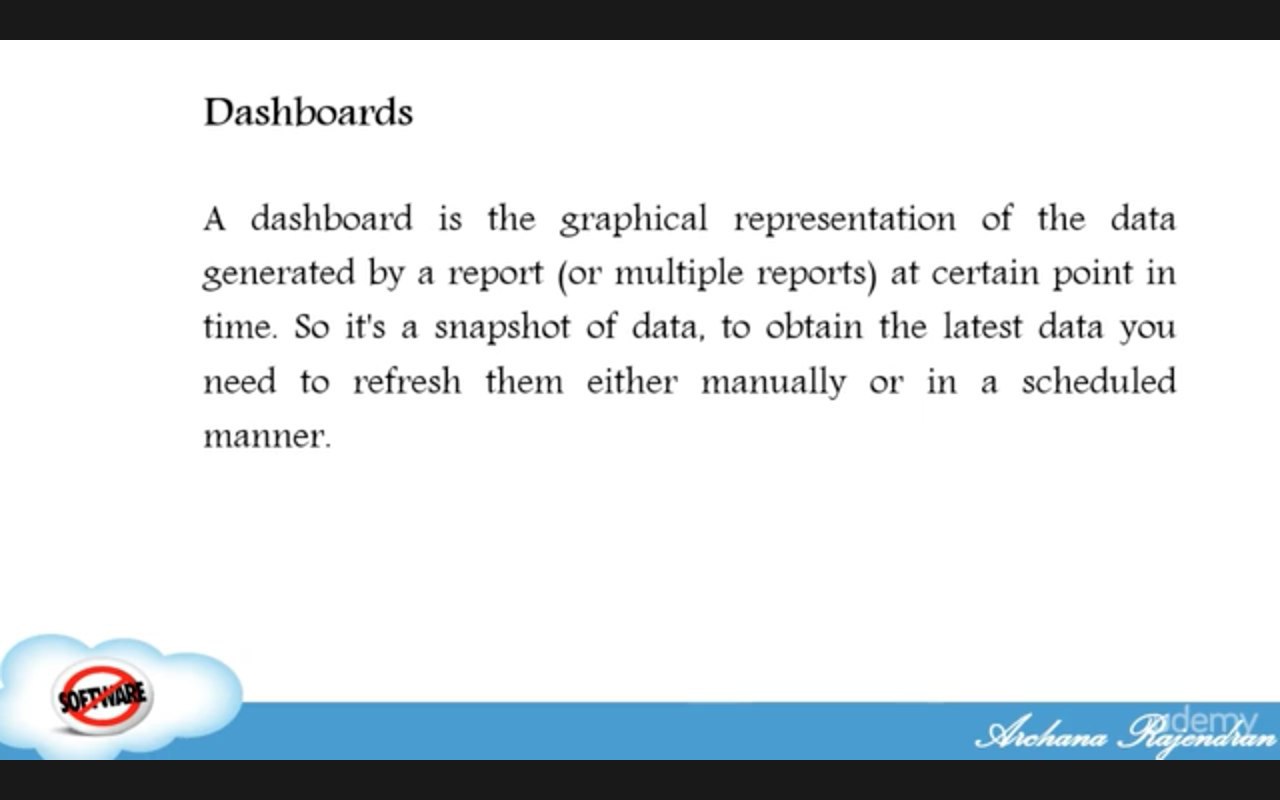 Dashboards
A dashboard is the graphical representation of the data
generated by a report (or multiple reports) at certain point in
time. So it's a snapshot of data, to obtain the latest data you
need to refresh them either manually or in a scheduled
manner.
SOFTWARE
Archana Rajendran
udemy